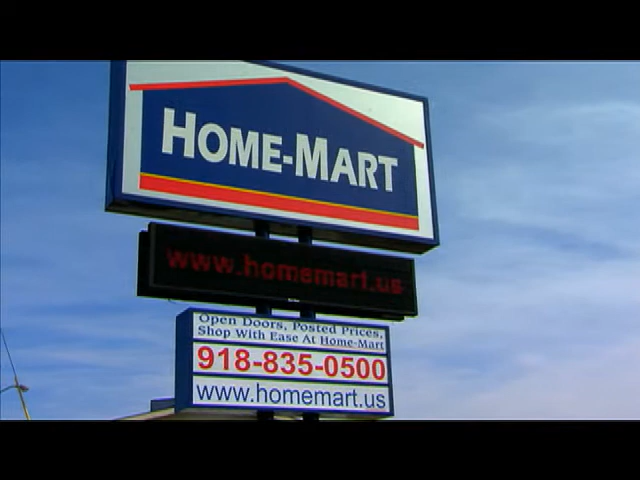 HOME-MART
www.homemart.us
Open Doors, Posted Prices,
Shop With Ease At Home-Mart
918-835-0500
www.homemart.us